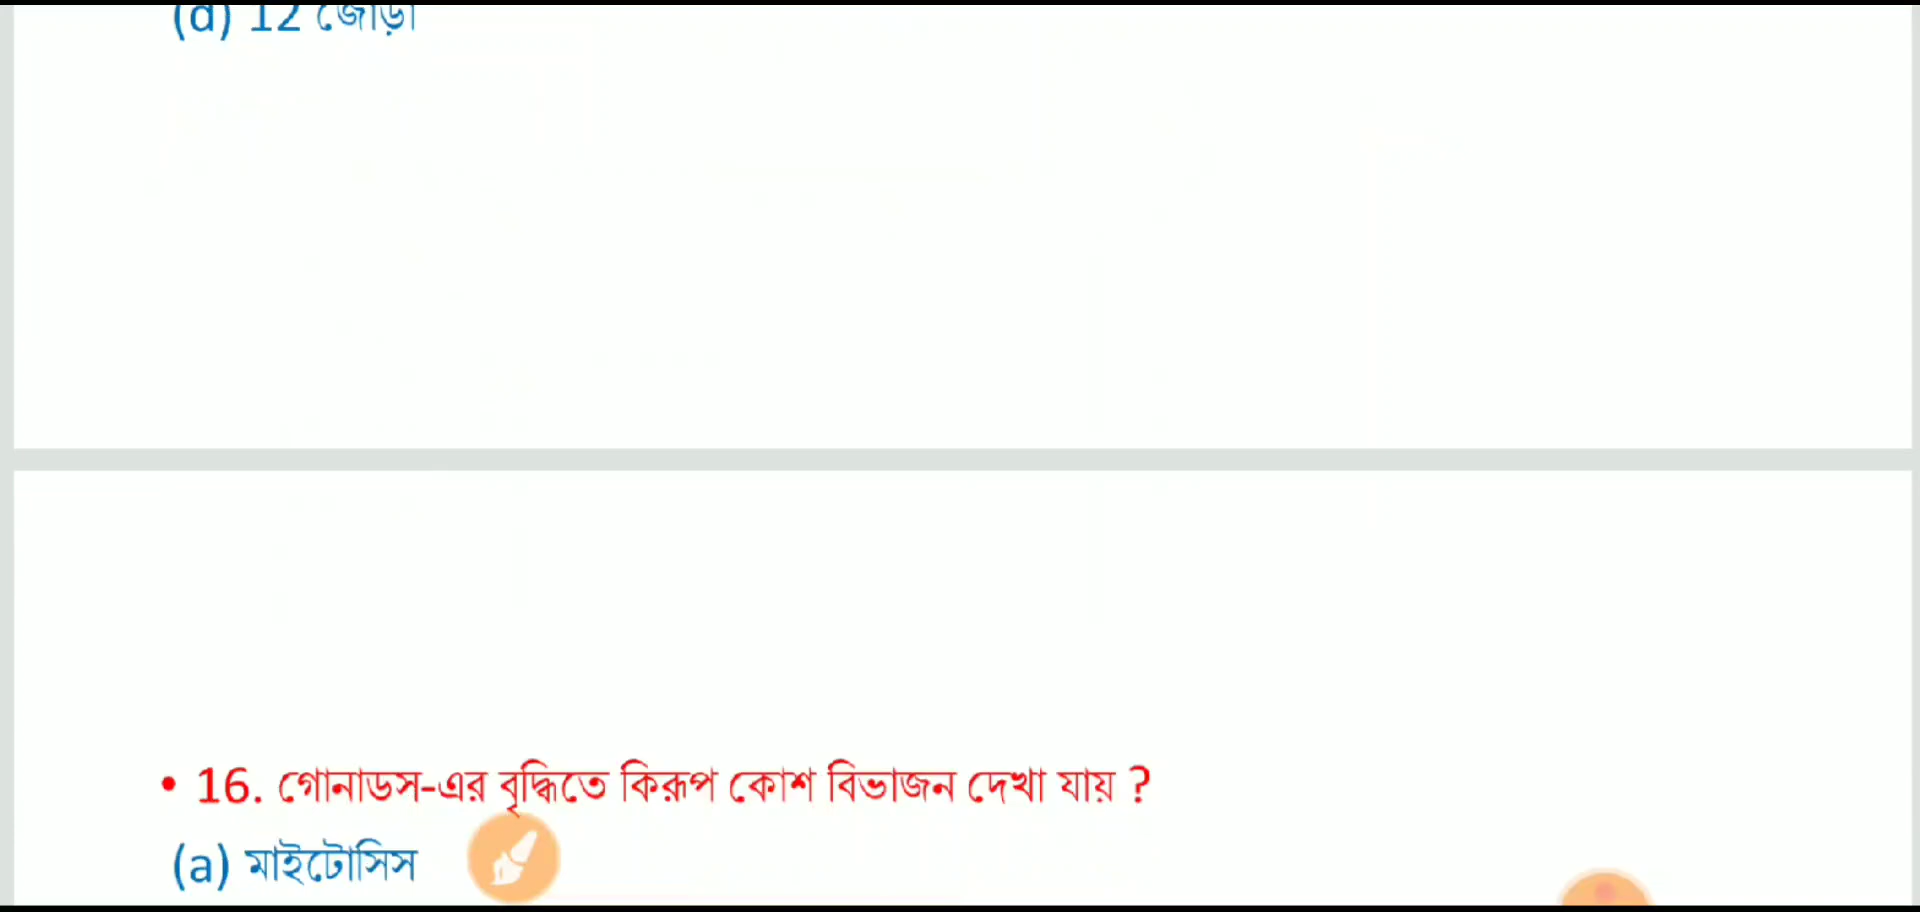 (d) 12 জোড়া
• 16. গোনাডস-এর বৃদ্ধিতে কিরূপ কোশ বিভাজন দেখা যায় ?
(a) মাইটোসিস